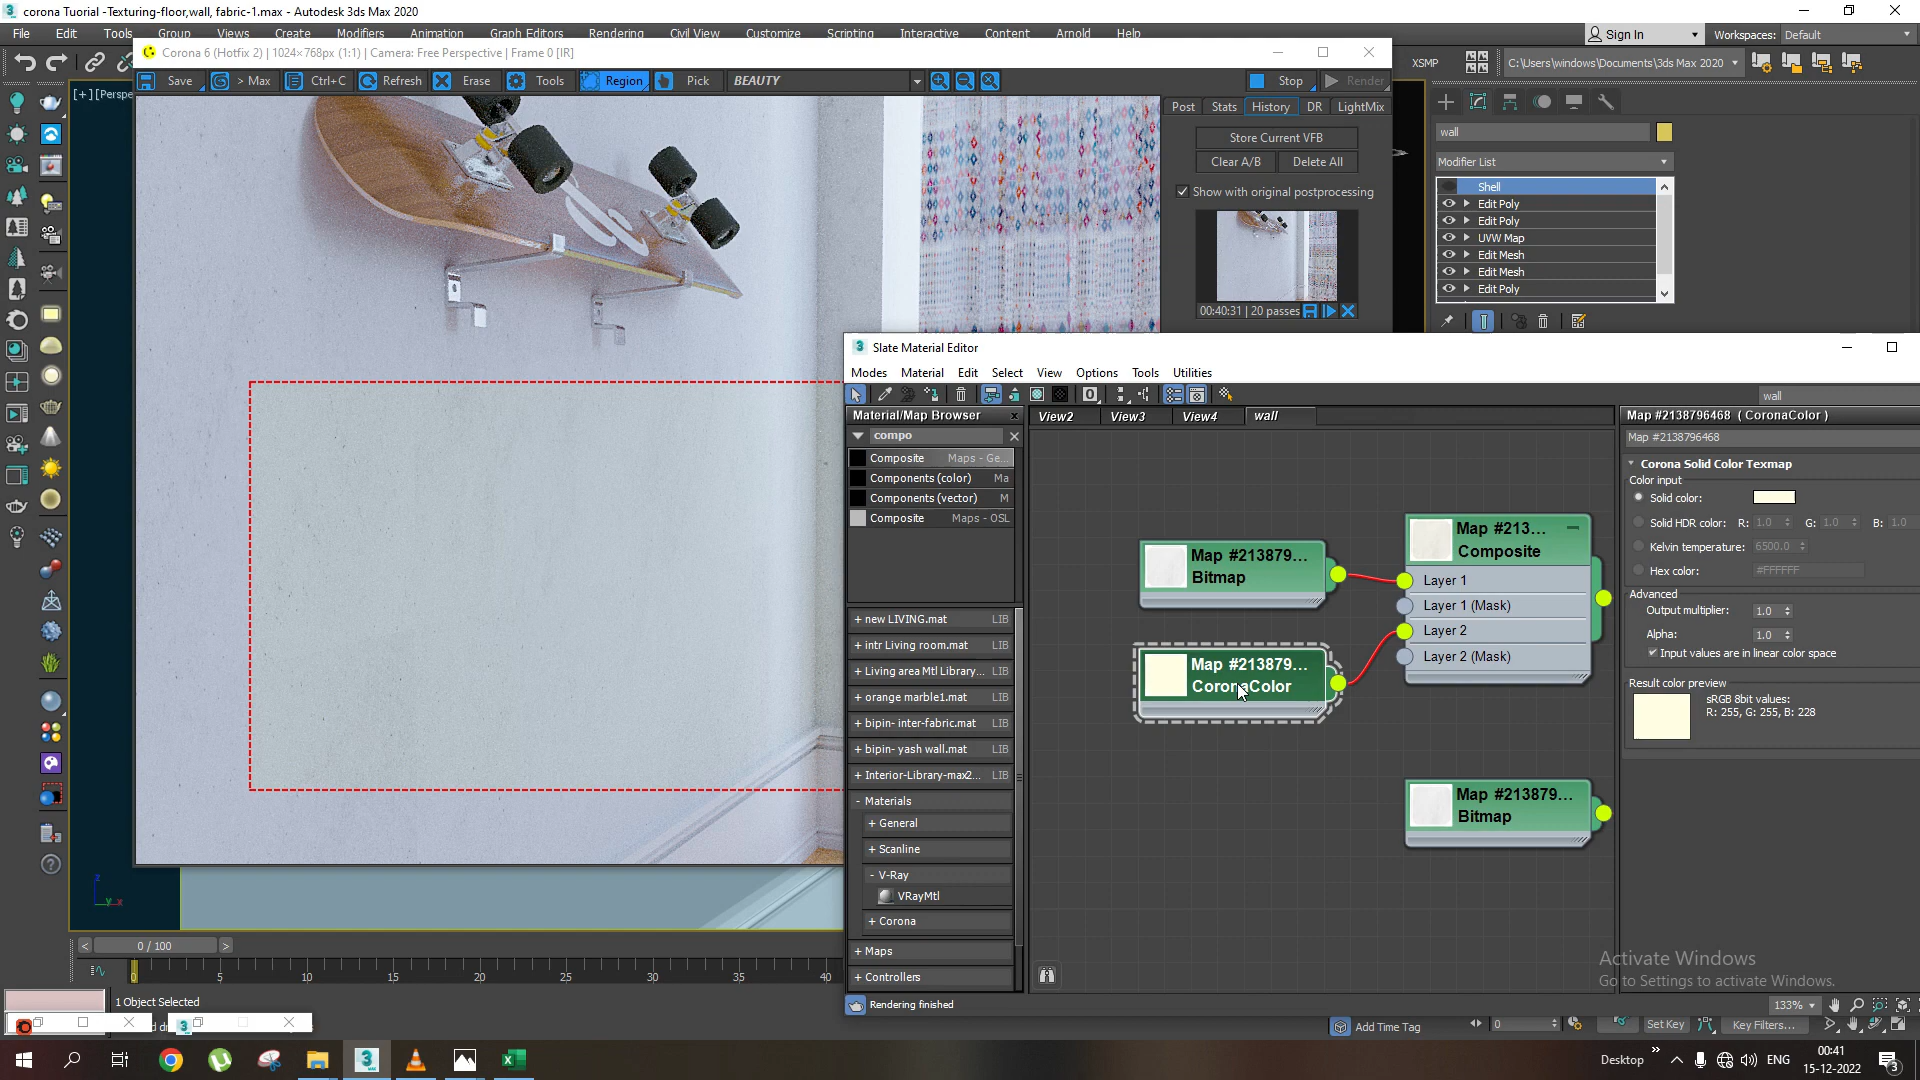 corona Tuorial -Texturing-floor,wall, fabric-1.max - Autodesk 3ds Max 2020
File Edit Tools Group Views Create Modifiers Animation Graph Editors Rendering Civil View Customize Scripting Interactive Content Arnold Help
Sign In Workspaces: Default
Corona 6 (Hotfix 2) | 1024×768px (1:1) | Camera: Free Perspective | Frame 0 [IR]
XSMP C:\Users\windows\Documents\3ds Max 2020
Save > Max Ctrl+C Refresh Erase Tools Region Pick BEAUTY Stop Render
[+] [Perspe
Post Stats History DR LightMix
Store Current VFB
Clear A/B Delete All
Show with original postprocessing
00:40:31 | 20 passes
wall
Modifier List
Shell
Edit Poly
Edit Poly
UVW Map
Edit Mesh
Edit Mesh
Edit Poly
Slate Material Editor
Modes Material Edit Select View Options Tools Utilities
wall
Material/Map Browser
compo
Composite Maps - Ge...
Components (color) Ma
Components (vector) M
Composite Maps - OSL
+ new LIVING.mat LIB
+ intr Living room.mat LIB
+ Living area Mtl Library... LIB
+ orange marble1.mat LIB
+ bipin- inter-fabric.mat LIB
+ bipin- yash wall.mat LIB
+ Interior-Library-max2... LIB
- Materials
+ General
+ Scanline
- V-Ray
VRayMtl
+ Corona
+ Maps
+ Controllers
Rendering finished
View2 View3 View4 wall
Map #213879...
Bitmap
Map #213879...
CoronaColor
Map #213...
Composite
Layer 1
Layer 1 (Mask)
Layer 2
Layer 2 (Mask)
Map #213879...
Bitmap
Map #2138796468 ( CoronaColor )
Map #2138796468
Corona Solid Color Texmap
Color input
Solid color:
Solid HDR color: R: 1.0 G: 1.0 B: 1.0
Kelvin temperature: 6500.0
Hex color: #FFFFFF
Advanced
Output multiplier: 1.0
Alpha: 1.0
Input values are in linear color space
Result color preview
sRGB 8bit values:
R: 255, G: 255, B: 228
Activate Windows
Go to Settings to activate Windows.
133%
z
y x
< 0 / 100 >
0 5 10 15 20 25 30 35 40
1 Object Selected
Add Time Tag
0
Set Key Key Filters...
Desktop ENG
00:41
15-12-2022
3